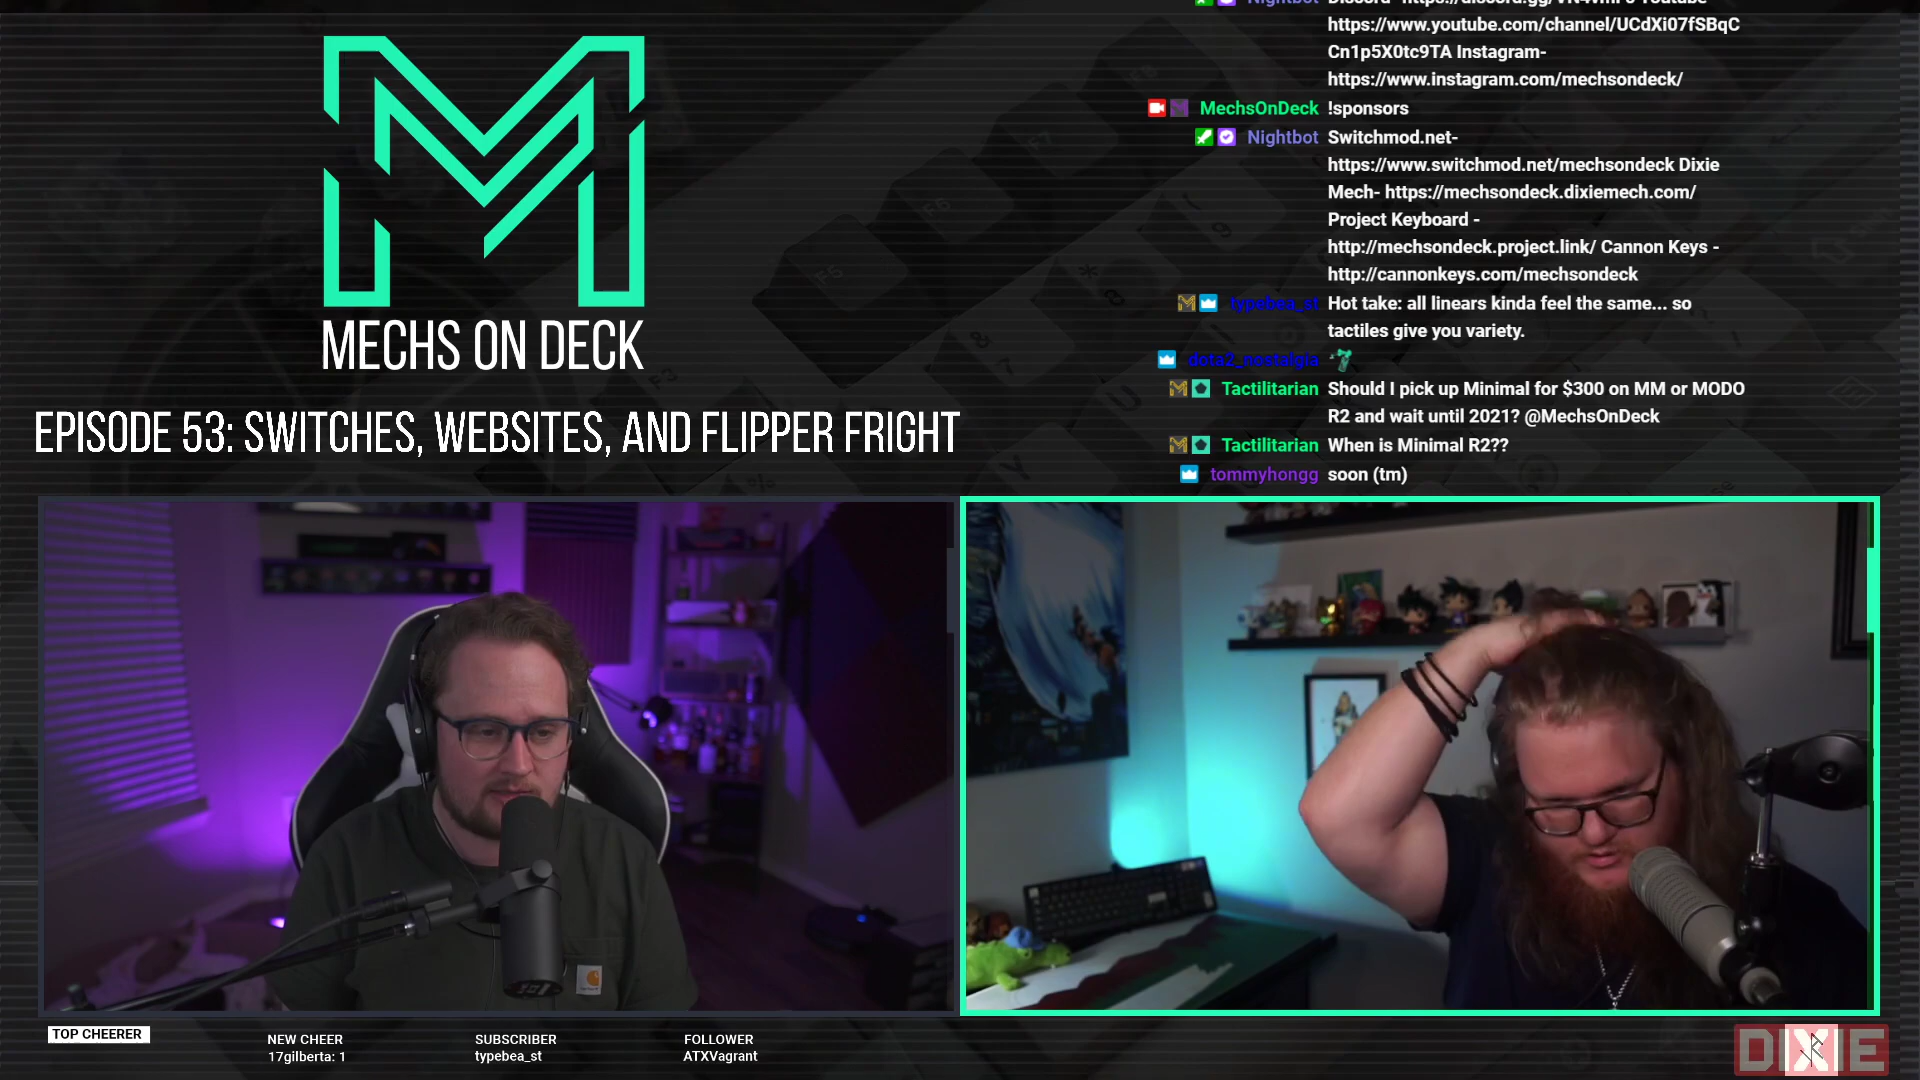 MECHS ON DECK
EPISODE 53: SWITCHES, WEBSITES, AND FLIPPER FRIGHT
https://www.youtube.com/channel/UCdXi07fSBqC
Cn1p5X0tc9TA Instagram-
https://www.instagram.com/mechsondeck/
MechsOnDeck !sponsors
Nightbot Switchmod.net-
https://www.switchmod.net/mechsondeck Dixie
Mech- https://mechsondeck.dixiemech.com/
Project Keyboard -
http://mechsondeck.project.link/ Cannon Keys -
http://cannonkeys.com/mechsondeck
typebea_st Hot take: all linears kinda feel the same... so
tactiles give you variety.
dota2_nostalgia
Tactilitarian Should I pick up Minimal for $300 on MM or MODO
R2 and wait until 2021? @MechsOnDeck
Tactilitarian When is Minimal R2??
tommyhongg soon (tm)
TOP CHEERER
NEW CHEER
17gilberta: 1
SUBSCRIBER
typebea_st
FOLLOWER
ATXVagrant
DIXIE